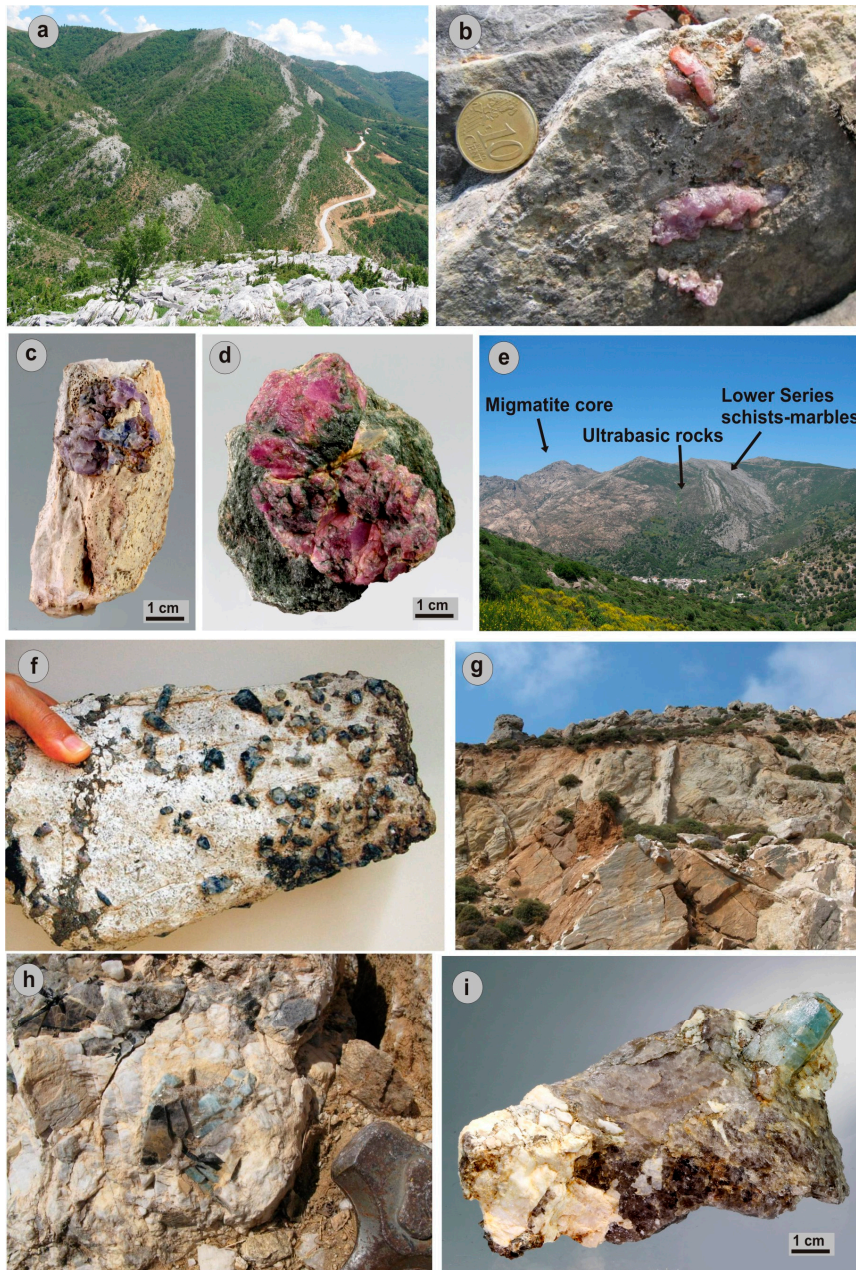 a
b
10
c
1 cm
d
1 cm
e
Migmatite core
Ultrabasic rocks
Lower Series
schists-marbles
f
g
h
i
1 cm